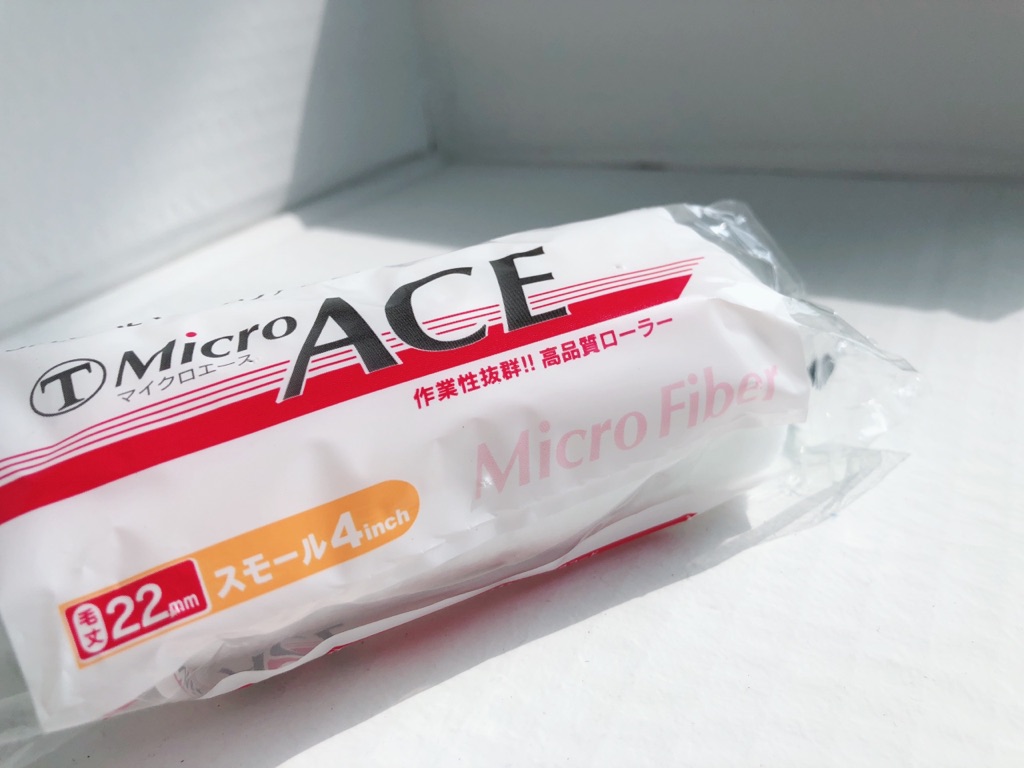 T Micro ACE
マイクロエース
作業性抜群!! 高品質ローラー
Micro Fiber
スモール4inch
毛丈 22mm